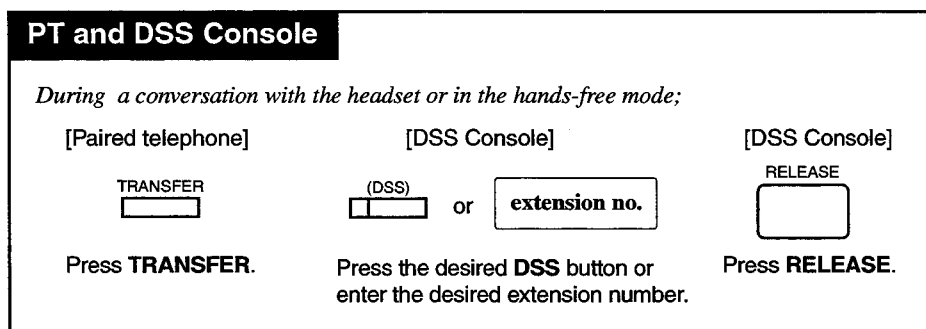 PT and DSS Console
During a conversation with the headset or in the hands-free mode;
[Paired telephone] [DSS Console] [DSS Console]
TRANSFER (DSS) or extension no. RELEASE
Press TRANSFER. Press the desired DSS button or Press RELEASE.
enter the desired extension number.